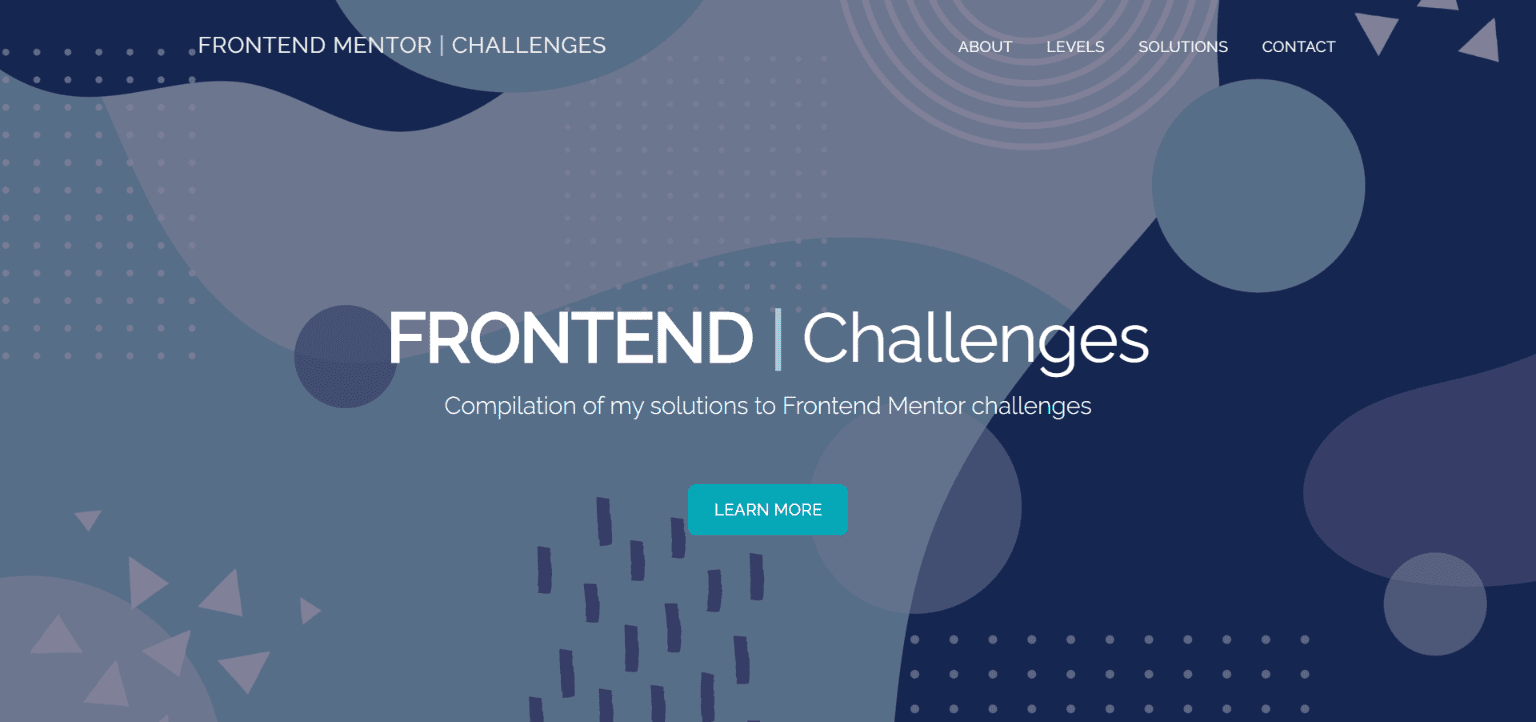 FRONTEND MENTOR | CHALLENGES
ABOUT LEVELS SOLUTIONS CONTACT
FRONTEND | Challenges
Compilation of my solutions to Frontend Mentor challenges
LEARN MORE